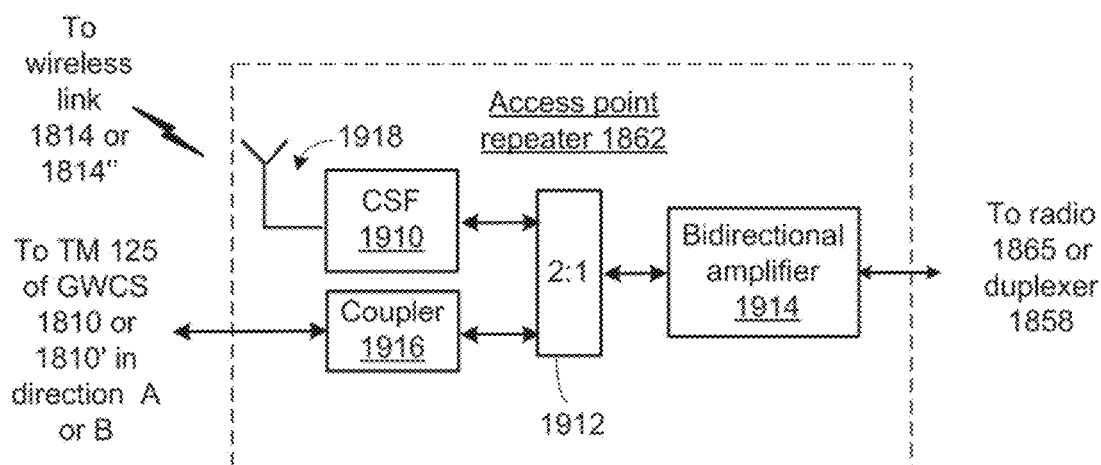 To
wireless
link
1814 or
1814"
Access point
repeater 1862
1918
CSF
1910
2:1
Bidirectional
amplifier
1914
To radio
1865 or
duplexer
1858
To TM 125
of GWCS
1810 or
1810' in
direction A
or B
Coupler
1916
1912